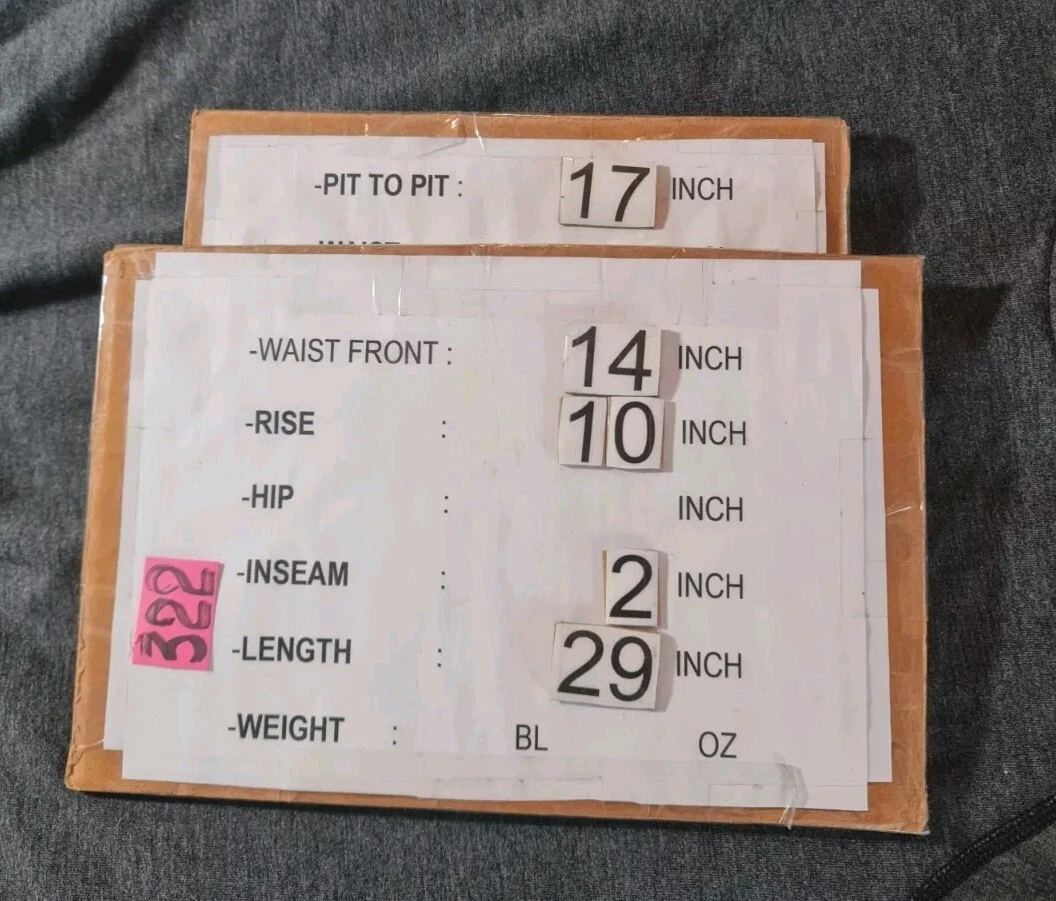 -PIT TO PIT : 17 INCH
-WAIST FRONT : 14 INCH
-RISE : 10 INCH
-HIP : INCH
-INSEAM : 2 INCH
322
-LENGTH : 29 INCH
-WEIGHT : BL OZ